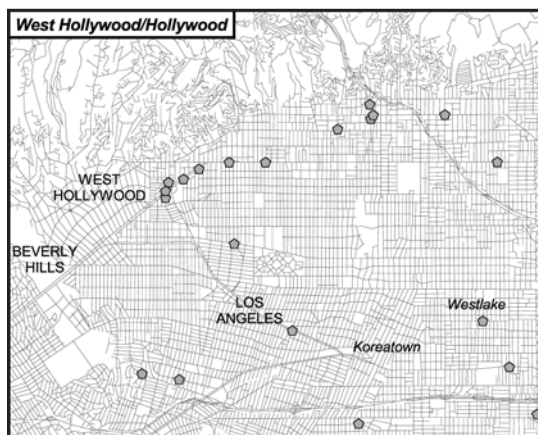 West Hollywood/Hollywood
WEST
HOLLYWOOD
BEVERLY
HILLS
LOS
ANGELES
Westlake
Koreatown